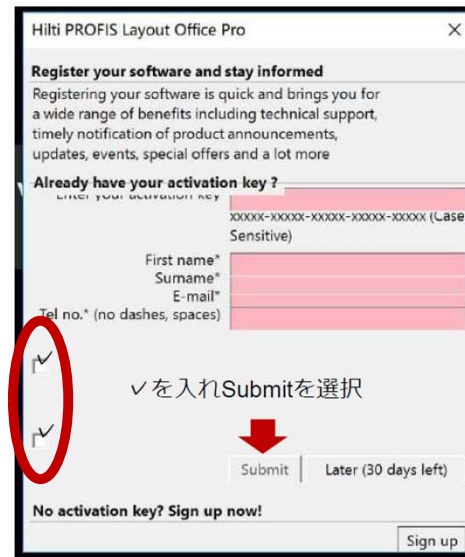 Hilti PROFIS Layout Office Pro
Register your software and stay informed
Registering your software is quick and brings you for
a wide range of benefits including technical support,
timely notification of product announcements,
updates, events, special offers and a lot more
Already have your activation key ?
Enter your activation key
xxxxx-xxxxx-xxxxx-xxxxx-xxxxx (Case
Sensitive)
First name*
Surname*
E-mail*
Tel no.* (no dashes, spaces)
✓を入れSubmitを選択
Submit
Later (30 days left)
No activation key? Sign up now!
Sign up